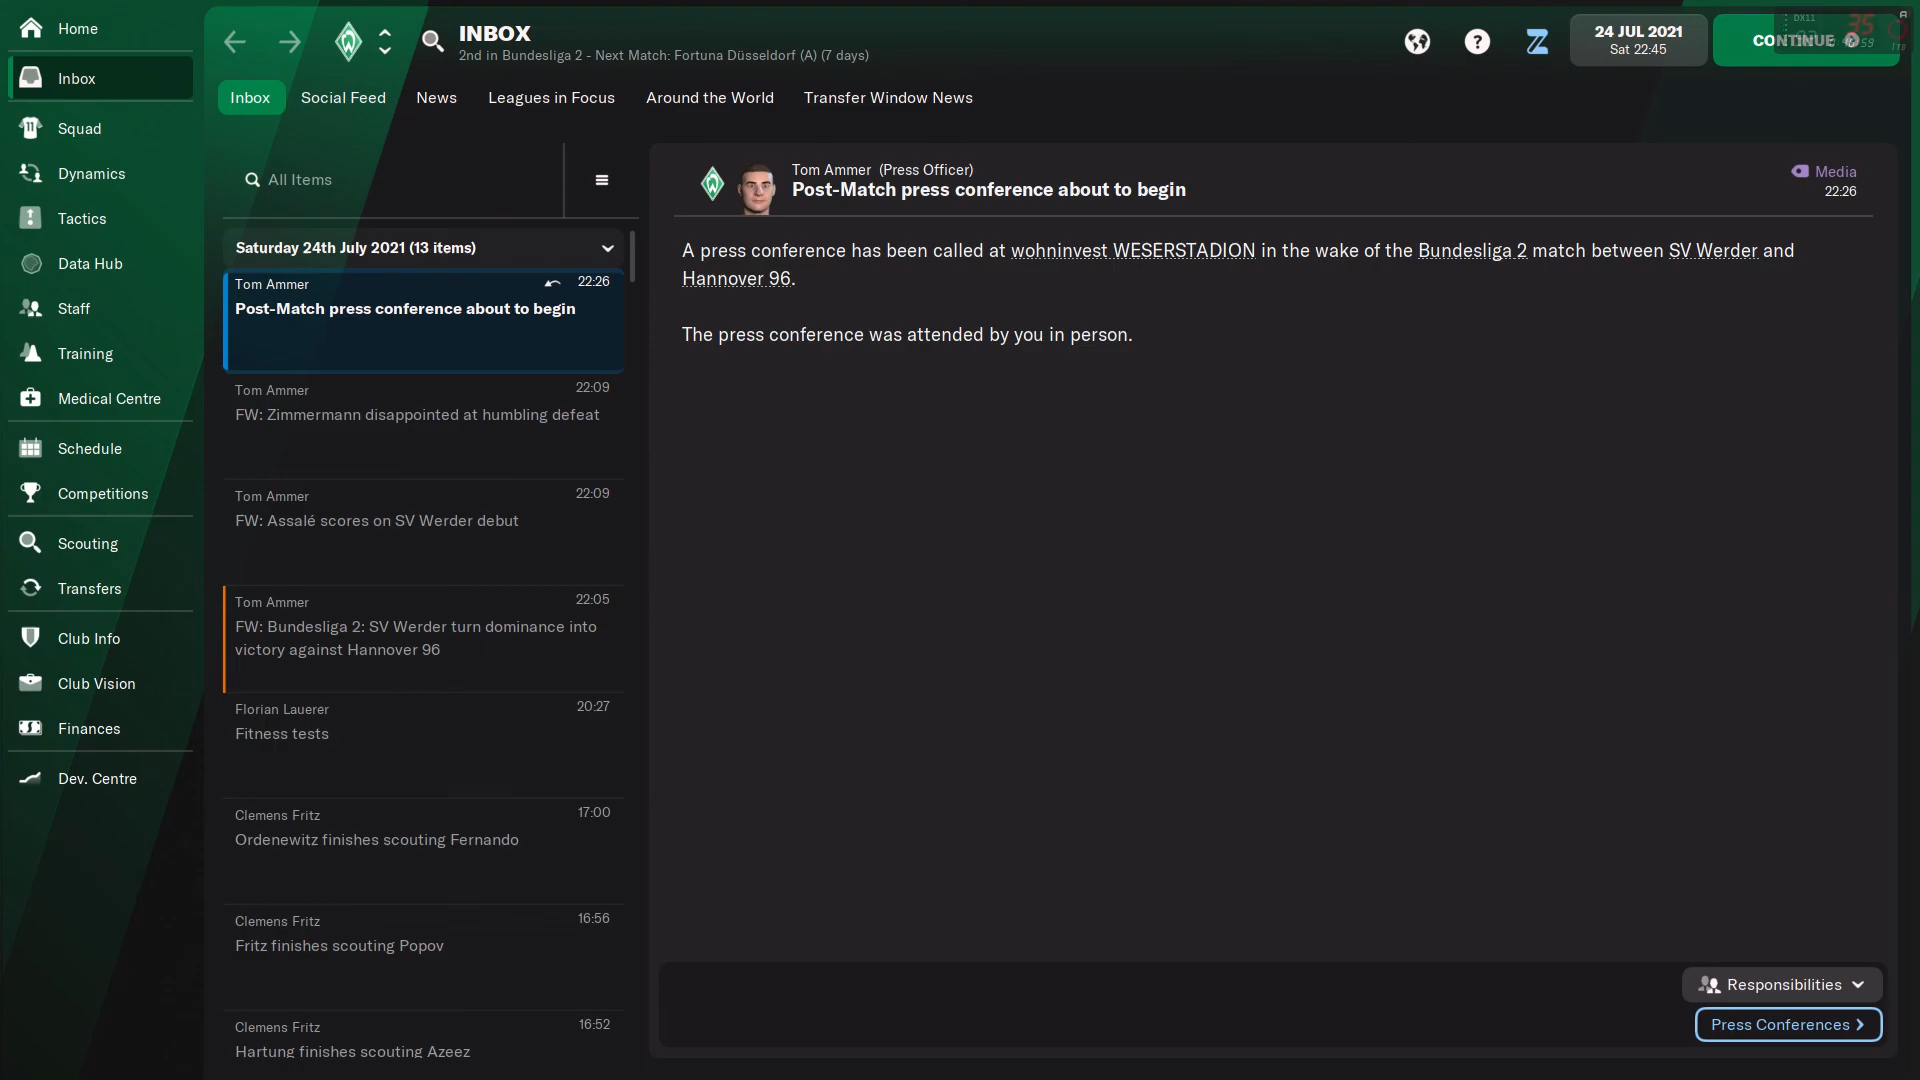 Home
Inbox
Squad
Dynamics
Tactics
Data Hub
Staff
Training
Medical Centre
Schedule
Competitions
Scouting
Transfers
Club Info
Club Vision
Finances
Dev. Centre
INBOX
2nd in Bundesliga 2 - Next Match: Fortuna Düsseldorf (A) (7 days)
24 JUL 2021
Sat 22:45
CONTINUE
DX11
35
Inbox
Social Feed
News
Leagues in Focus
Around the World
Transfer Window News
All Items
Saturday 24th July 2021 (13 items)
Tom Ammer
22:26
Post-Match press conference about to begin
Tom Ammer
22:09
FW: Zimmermann disappointed at humbling defeat
Tom Ammer
22:09
FW: Assalé scores on SV Werder debut
Tom Ammer
22:05
FW: Bundesliga 2: SV Werder turn dominance into
victory against Hannover 96
Florian Lauerer
20:27
Fitness tests
Clemens Fritz
17:00
Ordenewitz finishes scouting Fernando
Clemens Fritz
16:56
Fritz finishes scouting Popov
Clemens Fritz
16:52
Hartung finishes scouting Azeez
Tom Ammer (Press Officer)
Post-Match press conference about to begin
Media
22:26
A press conference has been called at wohninvest WESERSTADION in the wake of the Bundesliga 2 match between SV Werder and
Hannover 96.
The press conference was attended by you in person.
Responsibilities
Press Conferences